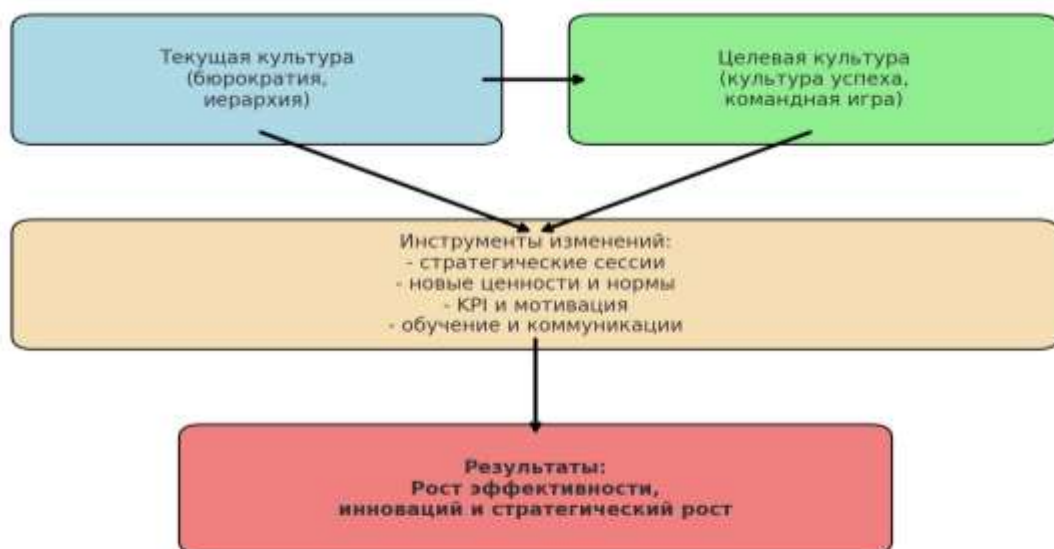 Текущая культура
(бюрократия,
иерархия)
Целевая культура
(культура успеха,
командная игра)
Инструменты изменений:
- стратегические сессии
- новые ценности и нормы
- KPI и мотивация
- обучение и коммуникации
Результаты:
Рост эффективности,
инноваций и стратегический рост